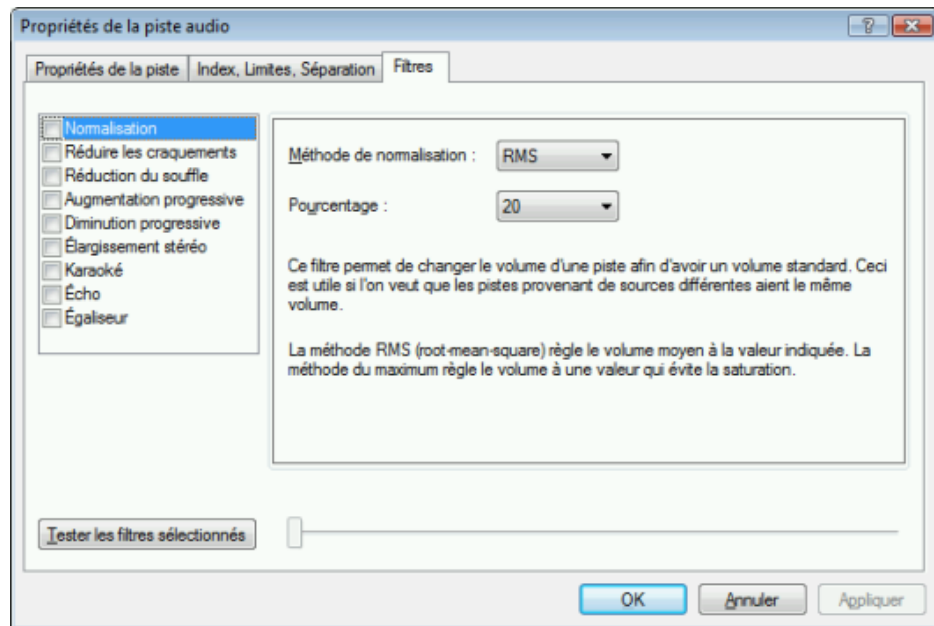 Propriétés de la piste audio
Propriétés de la piste
Index, Limites, Séparation
Filtres
Normalisation
Réduire les craquements
Réduction du souffle
Augmentation progressive
Diminution progressive
Élargissement stéréo
Karaoké
Écho
Égaliseur
Méthode de normalisation :
RMS
Pourcentage :
20
Ce filtre permet de changer le volume d'une piste afin d'avoir un volume standard. Ceci
est utile si l'on veut que les pistes provenant de sources différentes aient le même
volume.
La méthode RMS (root-mean-square) règle le volume moyen à la valeur indiquée. La
méthode du maximum règle le volume à une valeur qui évite la saturation.
Tester les filtres sélectionnés
OK
Annuler
Appliquer